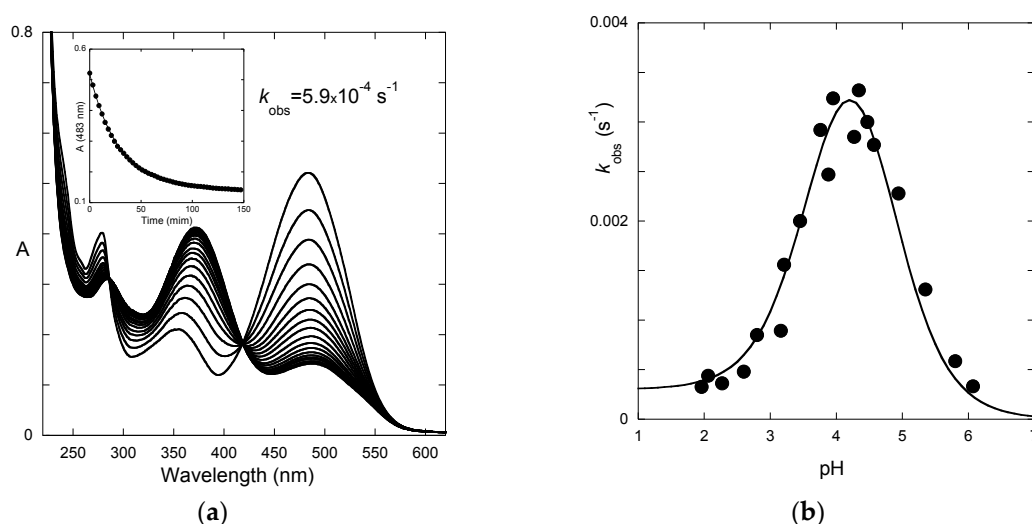 0.8
0.6
A (483 nm)
0.1
0 50 100 150
Time (mim)
k obs =5.9x10⁻⁴ s⁻¹
A
0
250 300 350 400 450 500 550 600
Wavelength (nm)
(a)
0.004
0.002
0
k obs (s⁻¹)
1 2 3 4 5 6 7
pH
(b)